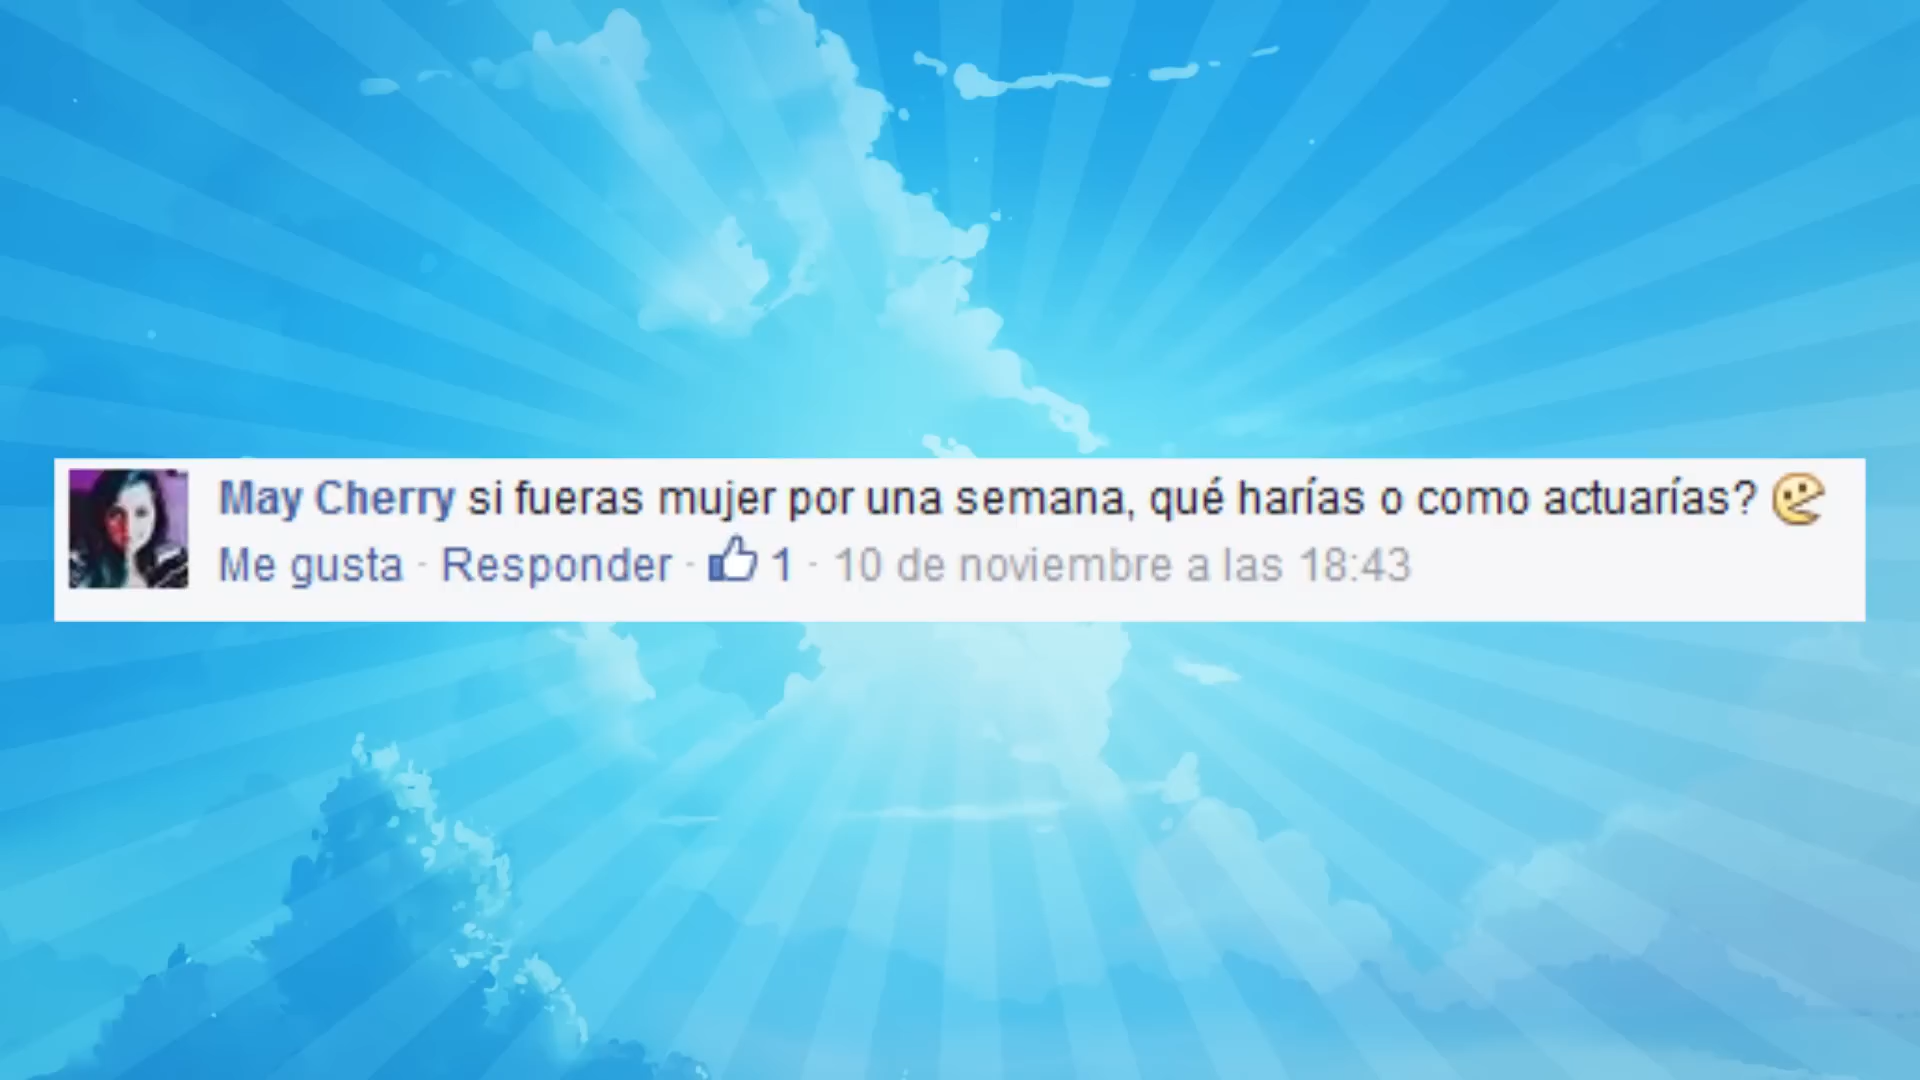 May Cherry si fueras mujer por una semana, qué harías o como actuarías?
Me gusta · Responder · 1 · 10 de noviembre a las 18:43